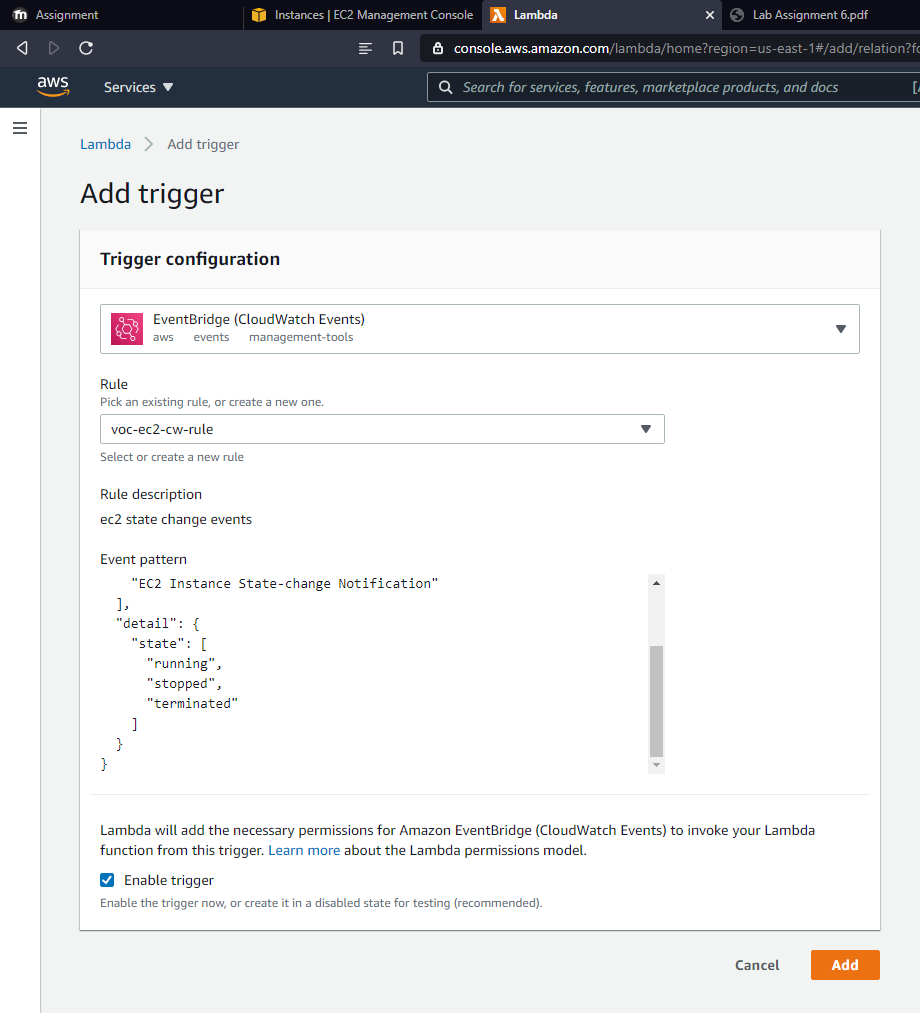 Assignment
Instances | EC2 Management Console
Lambda
Lab Assignment 6.pdf
console.aws.amazon.com/lambda/home?region=us-east-1#/add/relation?fo
aws
Services
Search for services, features, marketplace products, and docs
Lambda
Add trigger
Add trigger
Trigger configuration
EventBridge (CloudWatch Events)
aws events management-tools
Rule
Pick an existing rule, or create a new one.
voc-ec2-cw-rule
Select or create a new rule
Rule description
ec2 state change events
Event pattern
"EC2 Instance State-change Notification"
],
"detail": {
"state": [
"running",
"stopped",
"terminated"
]
}
}
Lambda will add the necessary permissions for Amazon EventBridge (CloudWatch Events) to invoke your Lambda
function from this trigger. Learn more about the Lambda permissions model.
Enable trigger
Enable the trigger now, or create it in a disabled state for testing (recommended).
Cancel
Add